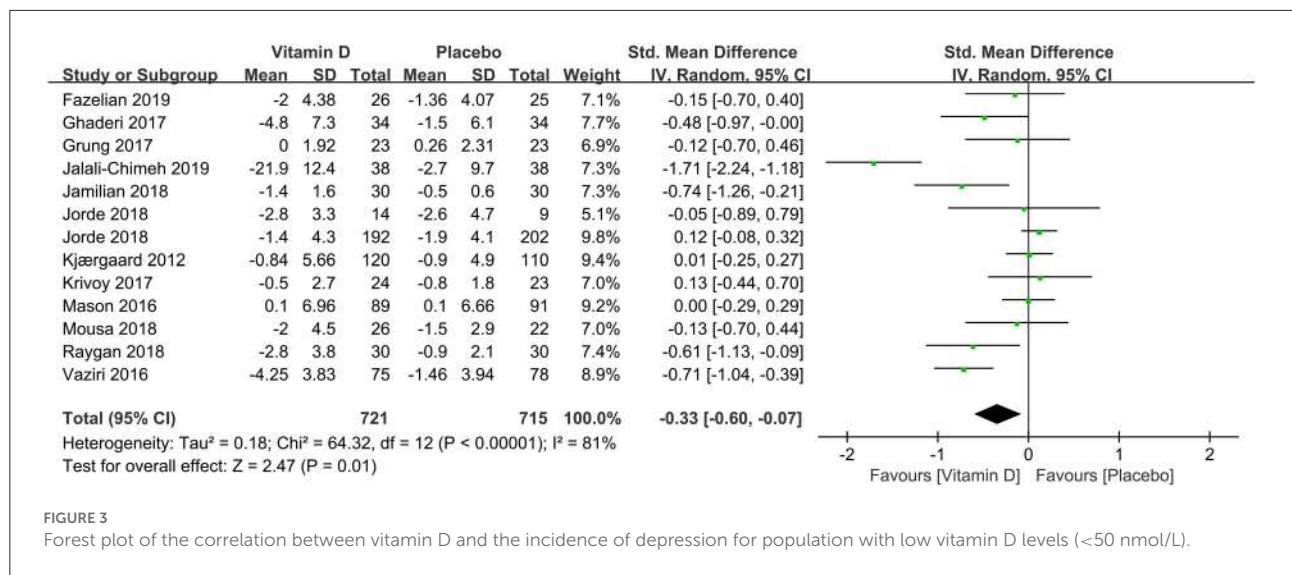 Vitamin D Placebo Std. Mean Difference Std. Mean Difference
Study or Subgroup Mean SD Total Mean SD Total Weight IV. Random. 95% CI IV. Random. 95% CI
Fazelian 2019 -2 4.38 26 -1.36 4.07 25 7.1% -0.15 [-0.70, 0.40]
Ghaderi 2017 -4.8 7.3 34 -1.5 6.1 34 7.7% -0.48 [-0.97, -0.00]
Grung 2017 0 1.92 23 0.26 2.31 23 6.9% -0.12 [-0.70, 0.46]
Jalali-Chimeh 2019 -21.9 12.4 38 -2.7 9.7 38 7.3% -1.71 [-2.24, -1.18]
Jamilian 2018 -1.4 1.6 30 -0.5 0.6 30 7.3% -0.74 [-1.26, -0.21]
Jorde 2018 -2.8 3.3 14 -2.6 4.7 9 5.1% -0.05 [-0.89, 0.79]
Jorde 2018 -1.4 4.3 192 -1.9 4.1 202 9.8% 0.12 [-0.08, 0.32]
Kjærgaard 2012 -0.84 5.66 120 -0.9 4.9 110 9.4% 0.01 [-0.25, 0.27]
Krivoy 2017 -0.5 2.7 24 -0.8 1.8 23 7.0% 0.13 [-0.44, 0.70]
Mason 2016 0.1 6.96 89 0.1 6.66 91 9.2% 0.00 [-0.29, 0.29]
Mousa 2018 -2 4.5 26 -1.5 2.9 22 7.0% -0.13 [-0.70, 0.44]
Raygan 2018 -2.8 3.8 30 -0.9 2.1 30 7.4% -0.61 [-1.13, -0.09]
Vaziri 2016 -4.25 3.83 75 -1.46 3.94 78 8.9% -0.71 [-1.04, -0.39]
Total (95% CI) 721 715 100.0% -0.33 [-0.60, -0.07]
Heterogeneity: Tau² = 0.18; Chi² = 64.32, df = 12 (P < 0.00001); I² = 81%
Test for overall effect: Z = 2.47 (P = 0.01)
-2 -1 0 1 2
Favours [Vitamin D] Favours [Placebo]
FIGURE 3
Forest plot of the correlation between vitamin D and the incidence of depression for population with low vitamin D levels (<50 nmol/L).